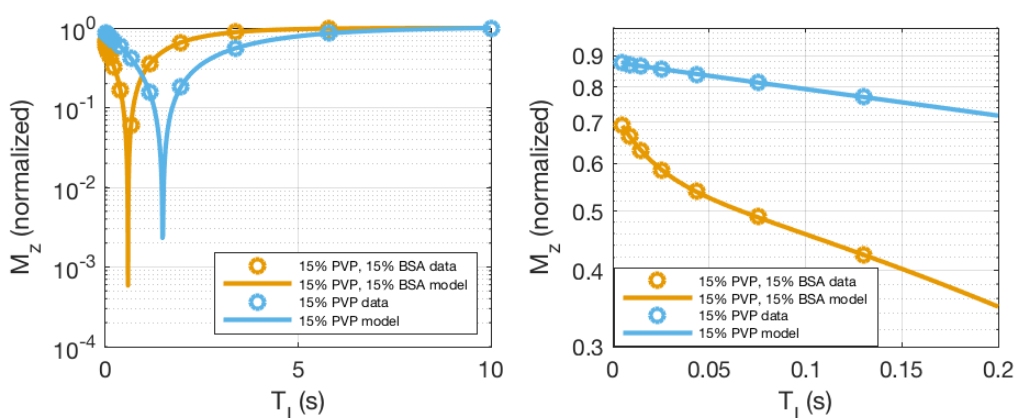 10^0
10^-1
10^-2
10^-3
10^-4
M_z (normalized)
0
5
10
T_I (s)
15% PVP, 15% BSA data
15% PVP, 15% BSA model
15% PVP data
15% PVP model
0.9
0.8
0.7
0.6
0.5
0.4
0.3
M_z (normalized)
0
0.05
0.1
0.15
0.2
T_I (s)
15% PVP, 15% BSA data
15% PVP, 15% BSA model
15% PVP data
15% PVP model